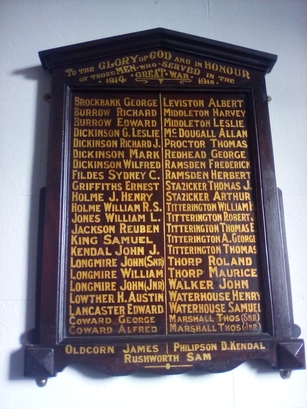 TO THE GLORY OF GOD AND IN HONOUR
OF THOSE MEN WHO SERVED IN THE
1914 GREAT WAR 1918
BROCKBANK GEORGE
BURROW RICHARD
BURROW EDWARD
DICKINSON G. LESLIE
DICKINSON RICHARD J.
DICKINSON MARK
DICKINSON WILFRED
FILDES SYDNEY C.
GRIFFITHS ERNEST
HOLME J. HENRY
HOLME WILLIAM H.S.
JONES WILLIAM L.
JACKSON REUBEN
KING SAMUEL
KENDAL JOHN J.
LONGMIRE JOHN (SNR)
LONGMIRE WILLIAM
LONGMIRE JOHN (JNR)
LOWTHER H. AUSTIN
LANCASTER EDWARD
COWARD GEORGE
COWARD ALFRED
LEVISTON ALBERT
MIDDLETON HARVEY
MIDDLETON LESLIE
Mc DOUGALL ALLAN
PROCTOR THOMAS
REDHEAD GEORGE
RAMSDEN FREDERICK
RAMSDEN HERBERT
STAZICKER THOMAS J.
STAZICKER ARTHUR
TITTERINGTON WILLIAM
TITTERINGTON ROBERT.
TITTERINGTON THOMAS E
TITTERINGTON A. GEORGE
TITTERINGTON THOMAS
THORP ROLAND
THORP MAURICE
WALKER JOHN
WATERHOUSE HENRY
WATERHOUSE SAMUEL
MARSHALL THOS (SNR)
MARSHALL THOS (JNR)
OLDCORN JAMES | PHILIPSON D. KENDAL
RUSHWORTH SAM